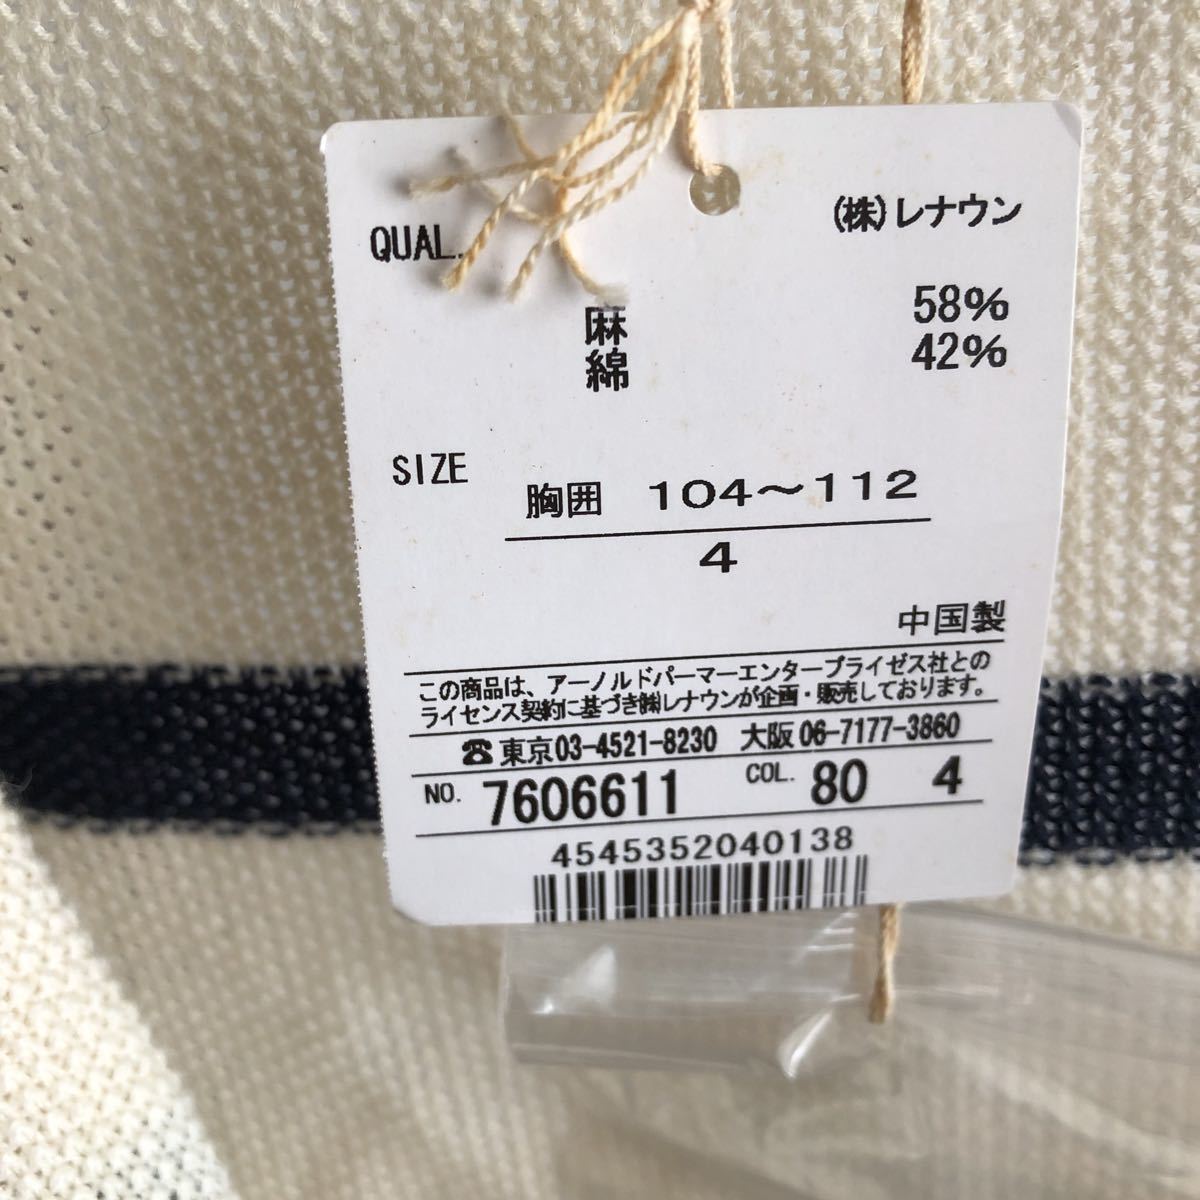 (株)レナウン
QUAL.
麻 58%
綿 42%
SIZE
胸囲 104～112
4
中国製
この商品は、アーノルドパーマーエンタープライゼス社との
ライセンス契約に基づき㈱レナウンが企画・販売しております。
☎東京03-4521-8230 大阪06-7177-3860
NO. 7606611 COL. 80 4
4545352040138